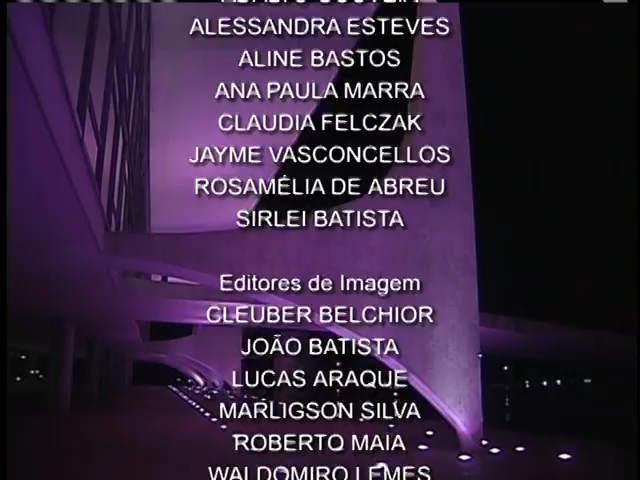 ALESSANDRA ESTEVES
ALINE BASTOS
ANA PAULA MARRA
CLAUDIA FELCZAK
JAYME VASCONCELLOS
ROSAMÉLIA DE ABREU
SIRLEI BATISTA
Editores de Imagem
CLEUBER BELCHIOR
JOÃO BATISTA
LUCAS ARAQUE
MARLIGSON SILVA
ROBERTO MAIA
WALDOMIRO LEMES